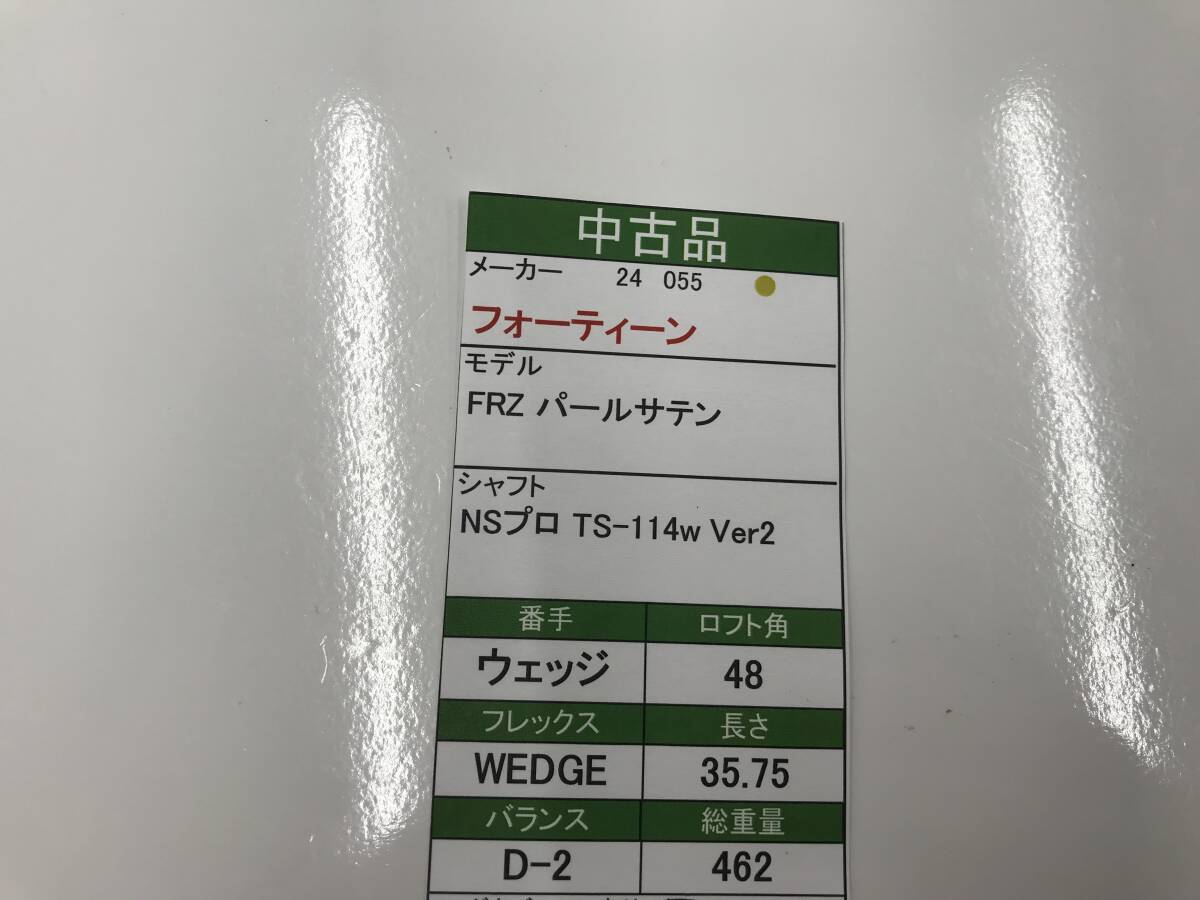 中古品
メーカー 24 055
フォーティーン
モデル
FRZ パールサテン
シャフト
NSプロ TS-114w Ver2
番手 ロフト角
ウェッジ 48
フレックス 長さ
WEDGE 35.75
バランス 総重量
D-2 462